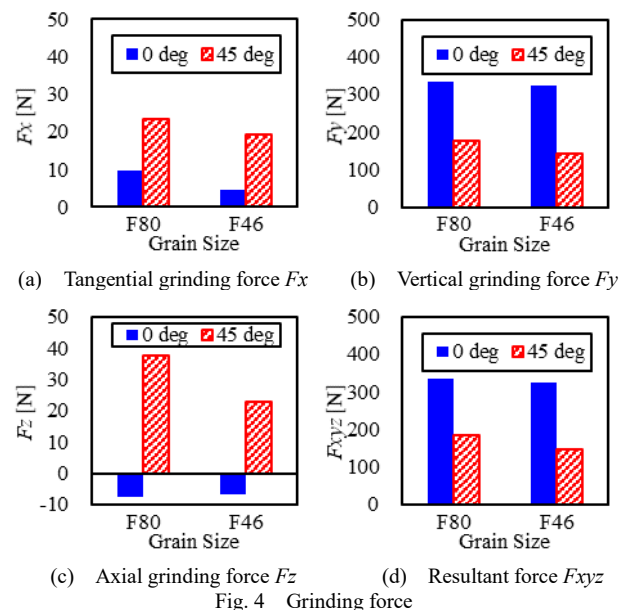 50
40
30
20
10
0
Fx [N]
0 deg 45 deg
F80 F46
Grain Size
(a) Tangential grinding force Fx
500
400
300
200
100
0
Fy [N]
0 deg 45 deg
F80 F46
Grain Size
(b) Vertical grinding force Fy
50
40
30
20
10
0
-10
Fz [N]
0 deg 45 deg
F80 F46
Grain Size
(c) Axial grinding force Fz
500
400
300
200
100
0
Fxyz [N]
0 deg 45 deg
F80 F46
Grain Size
(d) Resultant force Fxyz
Fig. 4 Grinding force